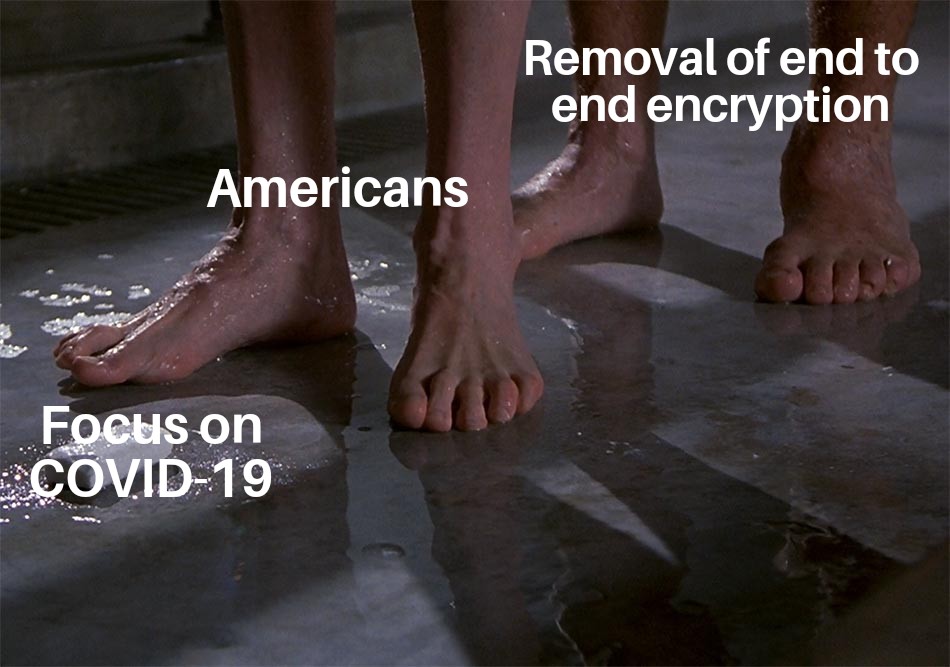 Removal of end to
end encryption
Americans
Focus on
COVID-19